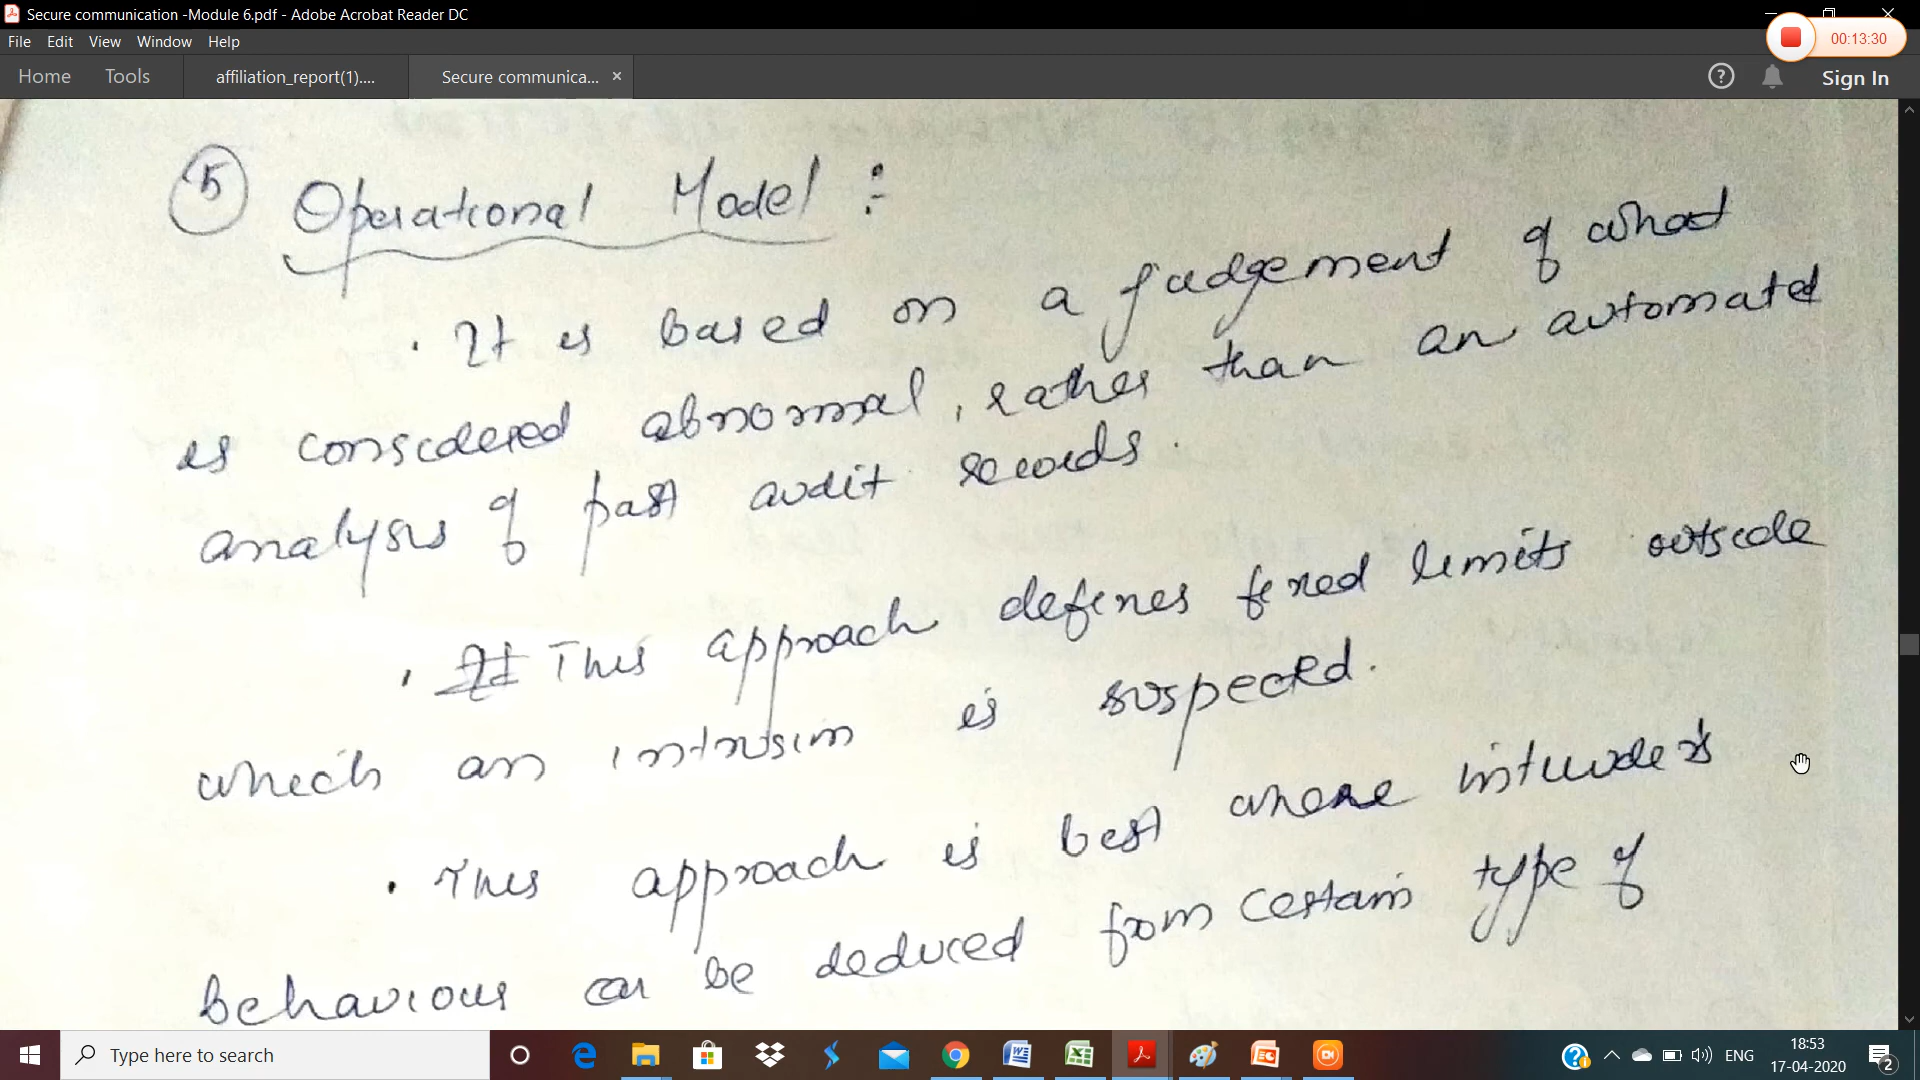 Secure communication -Module 6.pdf - Adobe Acrobat Reader DC
00:13:30
File Edit View Window Help
Home Tools affiliation_report(1).... Secure communica... × Sign In
5 Operational Model :-
. It is based on a judgement of what
is considered abnormal, rather than an automated
analysis of past audit records.
. It This approach defines fixed limits outside
which an intrusion is suspected.
. This approach is best where intruder's
behaviour can be deduced from certain type of
Type here to search
ENG
18:53
17-04-2020
2